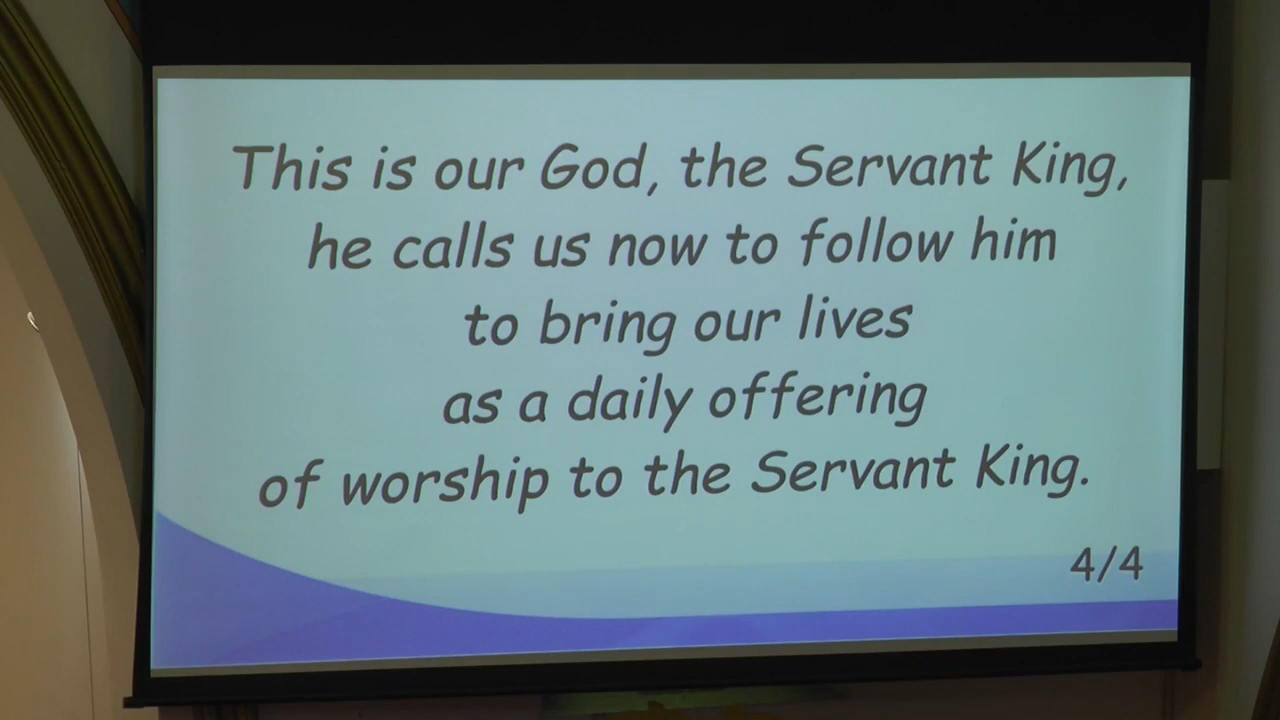 This is our God, the Servant King,
he calls us now to follow him
to bring our lives
as a daily offering
of worship to the Servant King.
4/4